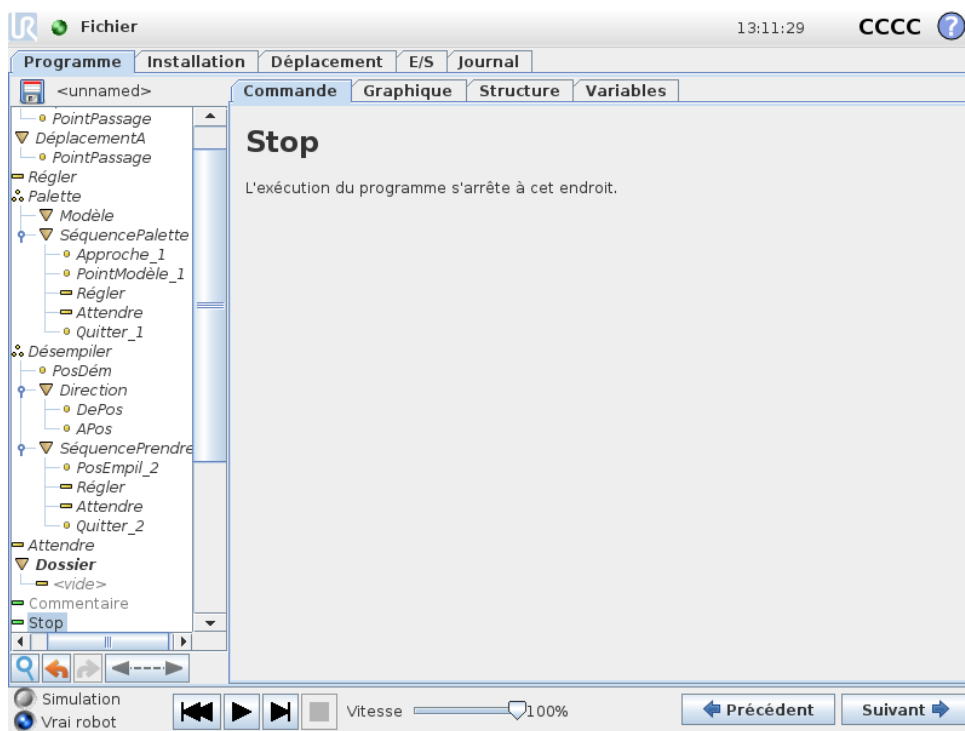 UR Fichier 13:11:29 CCCC ?
Programme Installation Déplacement E/S Journal
<unnamed> Commande Graphique Structure Variables
PointPassage
DéplacementA
PointPassage
Régler
Palette
Modèle
SéquencePalette
Approche_1
PointModèle_1
Régler
Attendre
Quitter_1
Désempiler
PosDém
Direction
DePos
APos
SéquencePrendre
PosEmpil_2
Régler
Attendre
Quitter_2
Attendre
Dossier
<vide>
Commentaire
Stop
Stop
L'exécution du programme s'arrête à cet endroit.
Simulation
Vrai robot
Vitesse 100%
Précédent Suivant